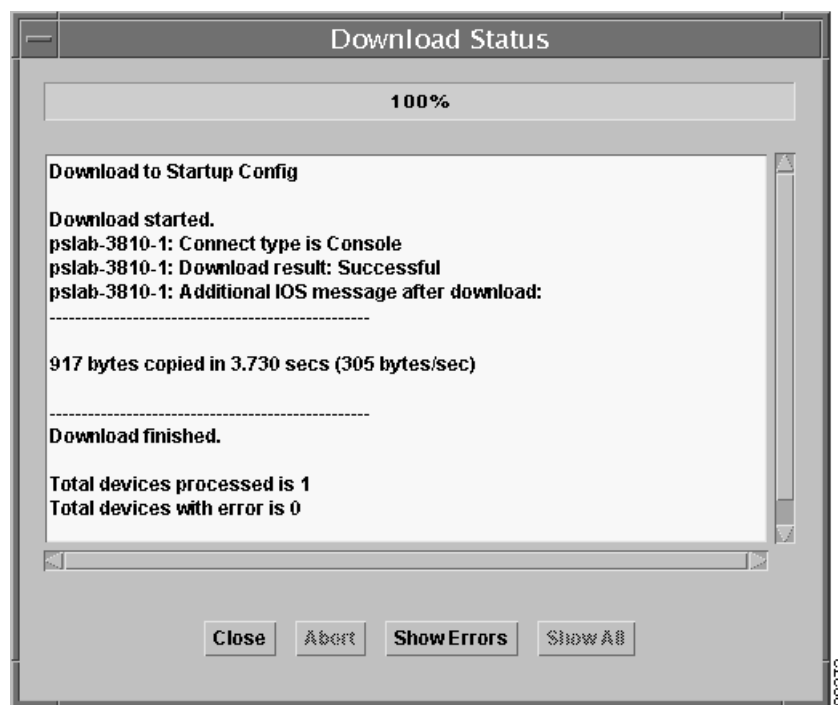 Download Status
100%
Download to Startup Config
Download started.
pslab-3810-1: Connect type is Console
pslab-3810-1: Download result: Successful
pslab-3810-1: Additional IOS message after download:
--------------------------------------------------
917 bytes copied in 3.730 secs (305 bytes/sec)
--------------------------------------------------
Download finished.
Total devices processed is 1
Total devices with error is 0
Close Abort Show Errors Show All